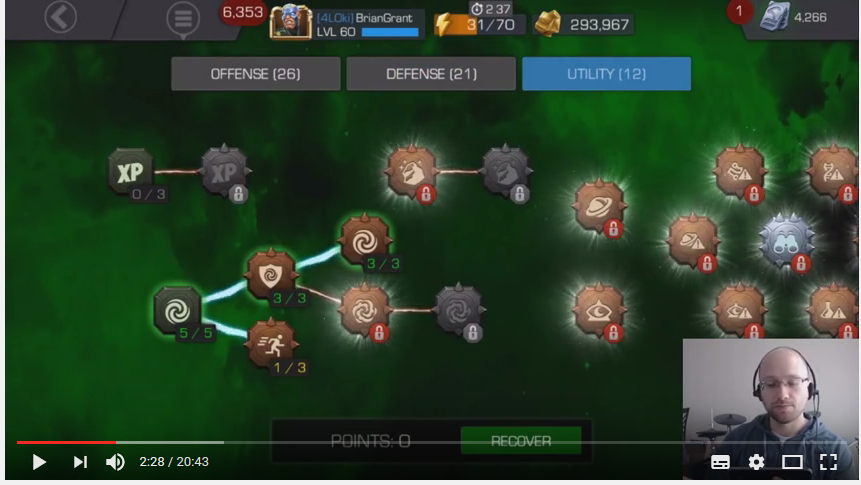 6,353
[4LOki] BrianGrant
LVL 60
2:37
31/70
293,967
1
4,266
OFFENSE (26)
DEFENSE (21)
UTILITY (12)
XP
0 / 3
XP
3 / 3
3 / 3
5 / 5
1 / 3
POINTS: 0
RECOVER
2:28 / 20:43